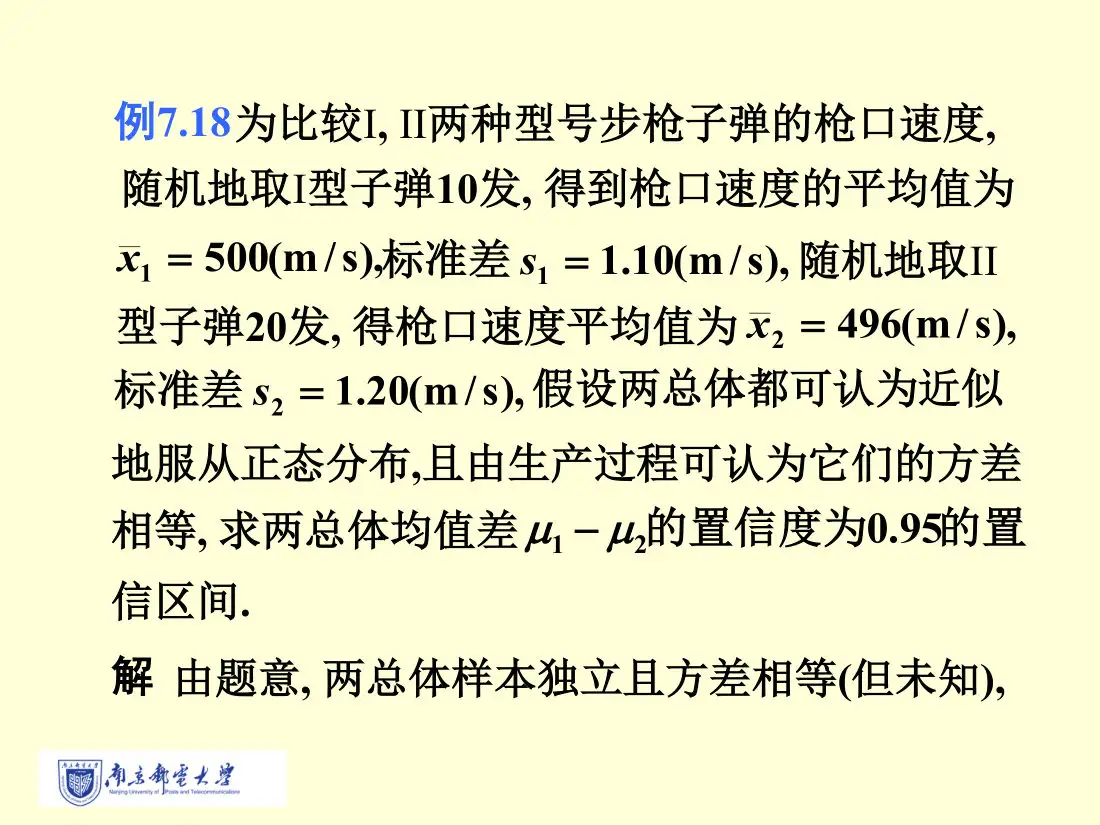 例7.18为比较I, II两种型号步枪子弹的枪口速度,
随机地取I型子弹10发, 得到枪口速度的平均值为
x̄₁ = 500(m / s),标准差 s₁ = 1.10(m / s), 随机地取II
型子弹20发, 得枪口速度平均值为 x̄₂ = 496(m / s),
标准差 s₂ = 1.20(m / s), 假设两总体都可认为近似
地服从正态分布,且由生产过程可认为它们的方差
相等, 求两总体均值差 μ₁ − μ₂的置信度为0.95的置
信区间.
解 由题意, 两总体样本独立且方差相等(但未知),
南京邮电大学
Nanjing University of Posts and Telecommunications